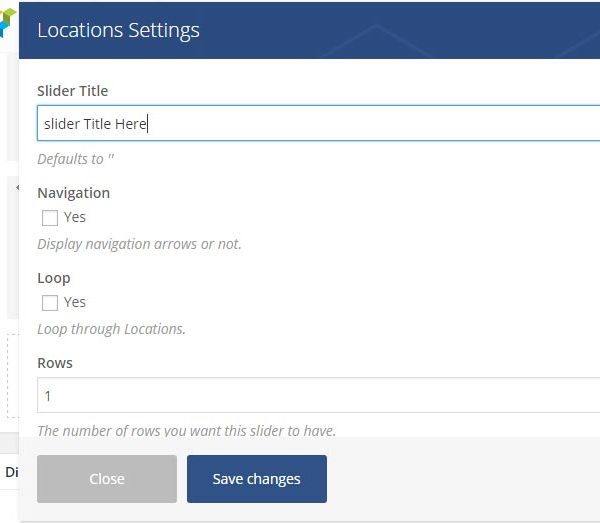 Locations Settings
Slider Title
slider Title Here
Defaults to ''
Navigation
Yes
Display navigation arrows or not.
Loop
Yes
Loop through Locations.
Rows
1
The number of rows you want this slider to have.
Di
Close Save changes